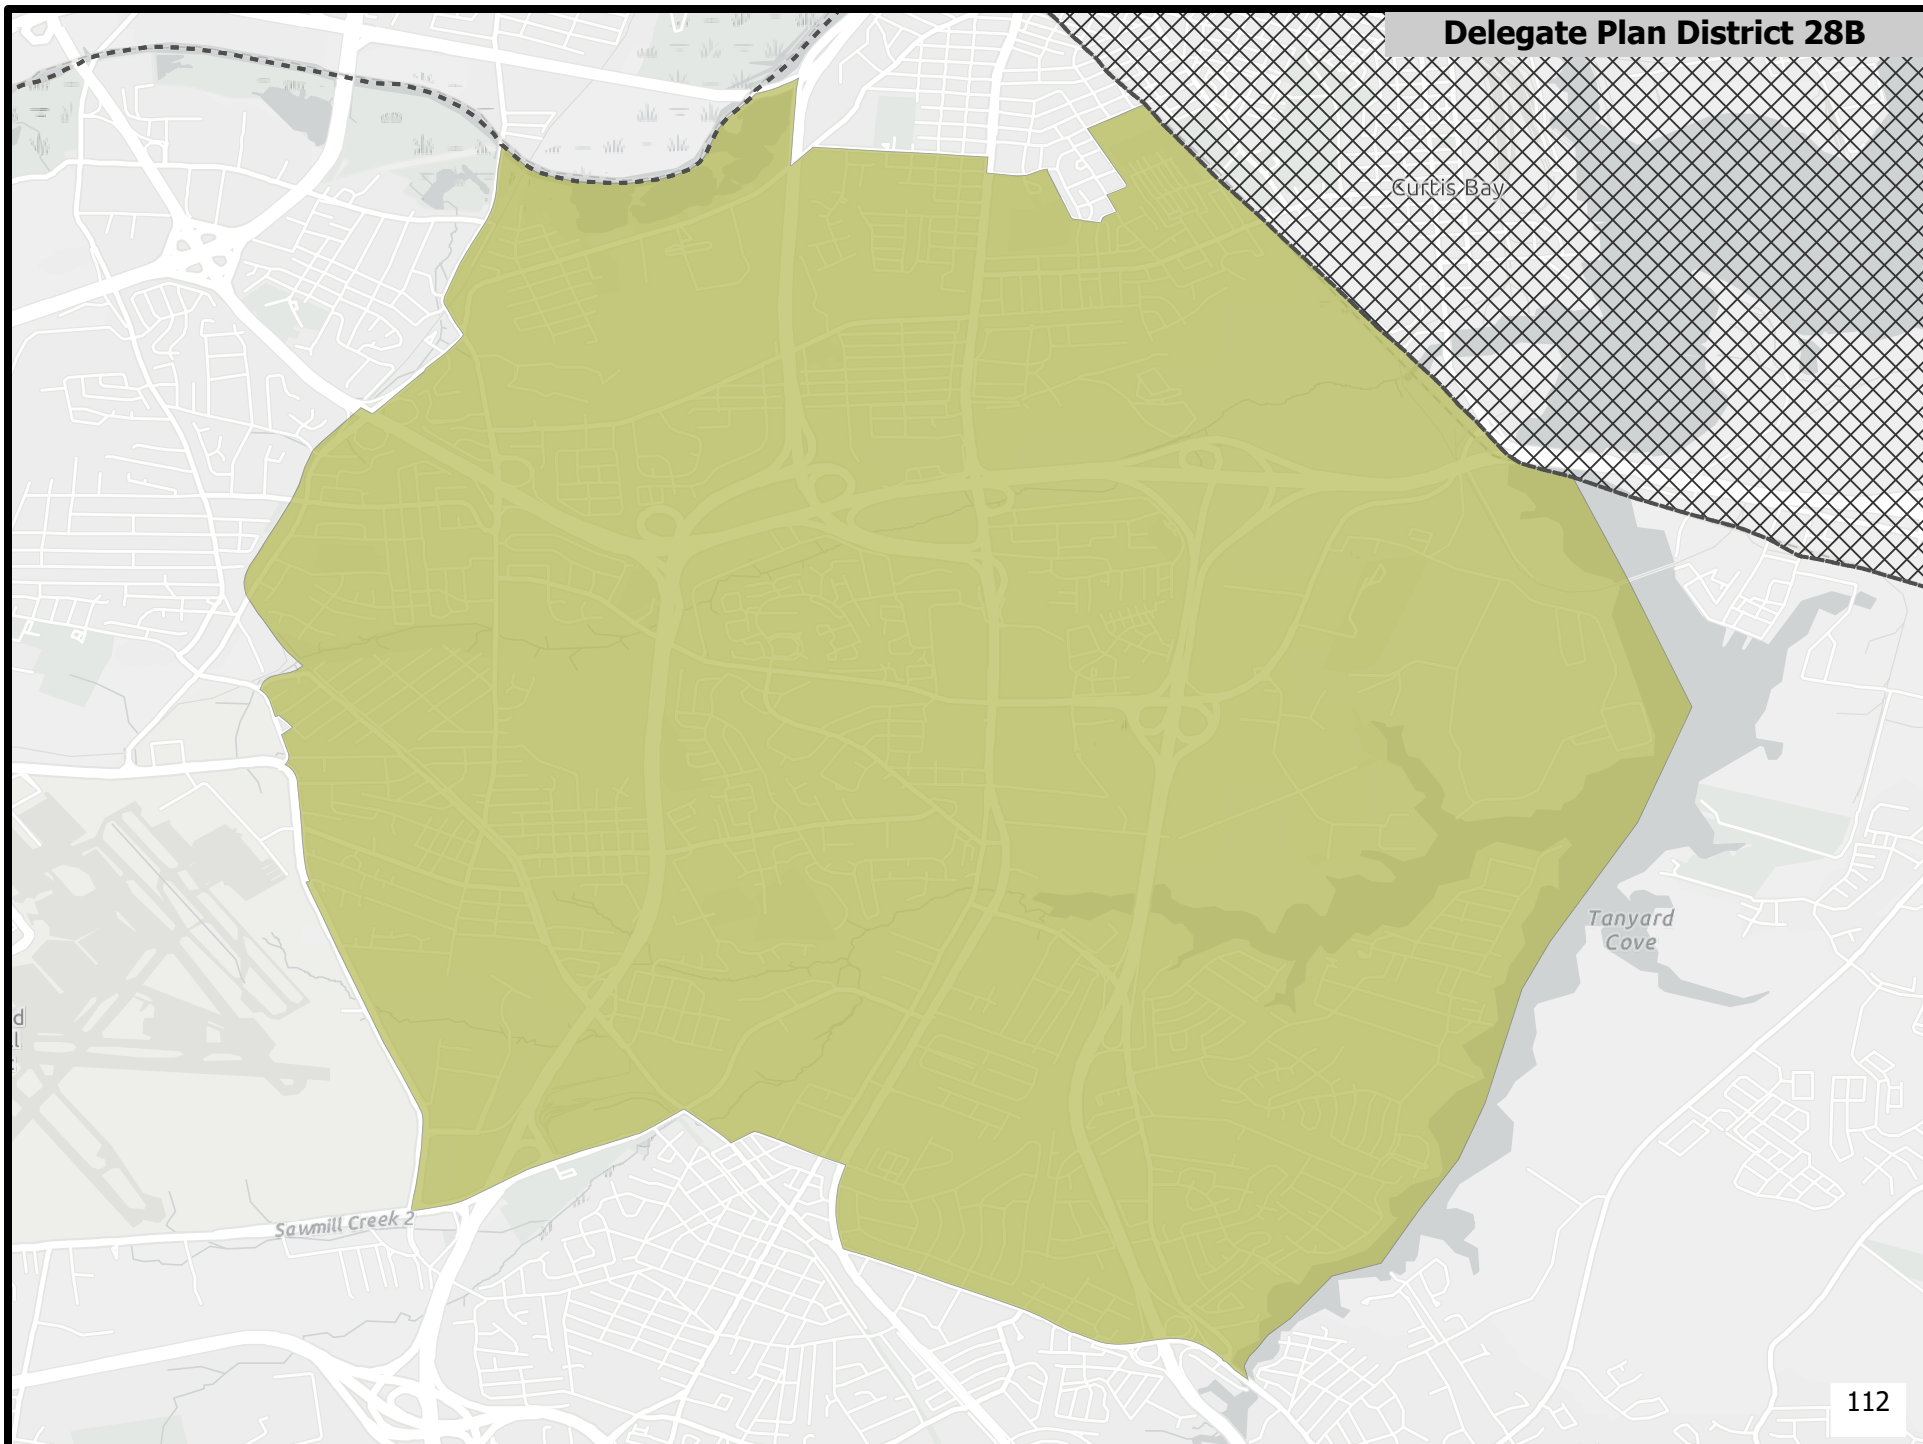 Delegate Plan District 28B
Curtis Bay
Tanyard
Cove
d
l
Sawmill Creek 2
112